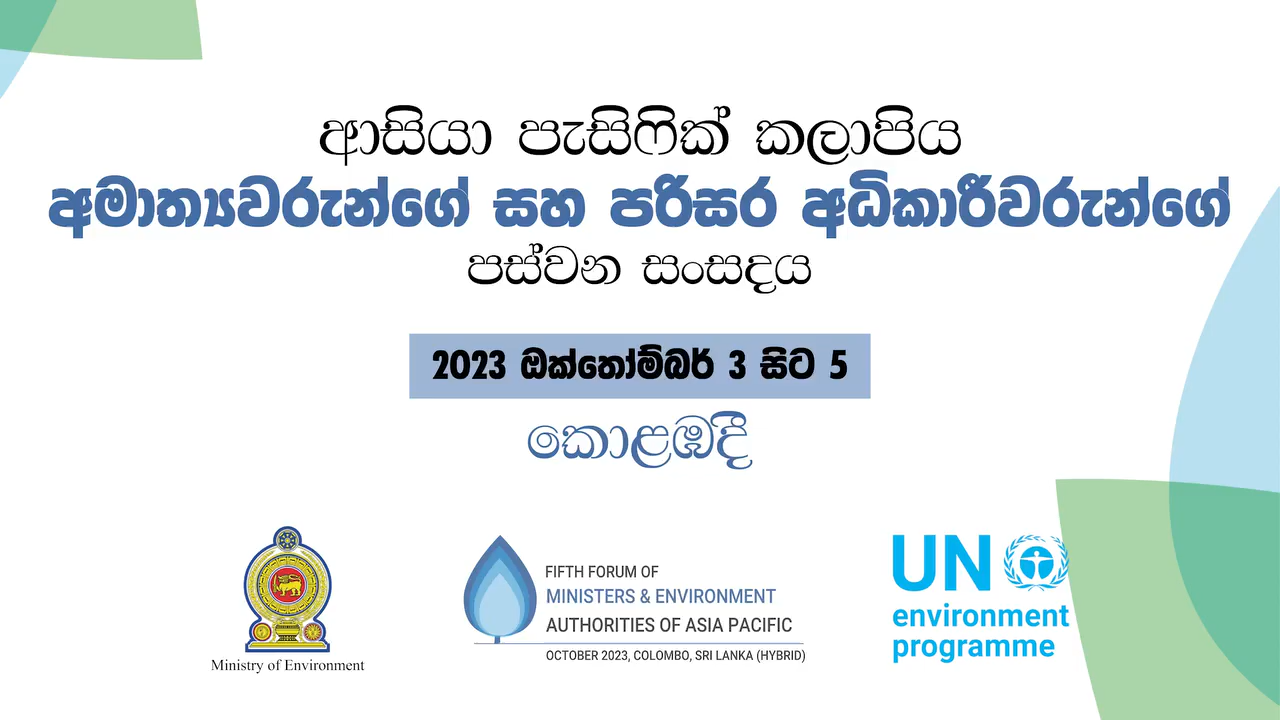 ආසියා පැසිෆික් කලාපිය
අමාත්‍යවරුන්ගේ සහ පරිසර අධිකාරීවරුන්ගේ
පස්වන සංසදය
2023 ඔක්තෝම්බර් 3 සිට 5
කොළඹදී
Ministry of Environment
FIFTH FORUM OF
MINISTERS & ENVIRONMENT
AUTHORITIES OF ASIA PACIFIC
OCTOBER 2023, COLOMBO, SRI LANKA (HYBRID)
UN
environment
programme